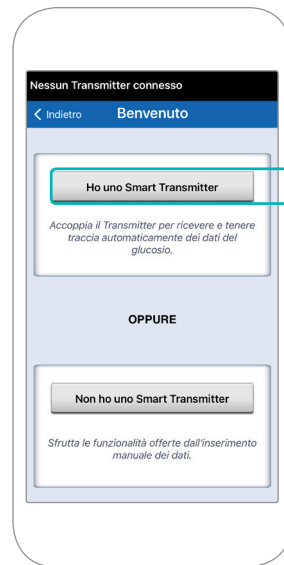 Nessun Transmitter connesso
Indietro Benvenuto
Ho uno Smart Transmitter
Accoppia il Transmitter per ricevere e tenere
traccia automaticamente dei dati del
glucosio.
OPPURE
Non ho uno Smart Transmitter
Sfrutta le funzionalità offerte dall'inserimento
manuale dei dati.